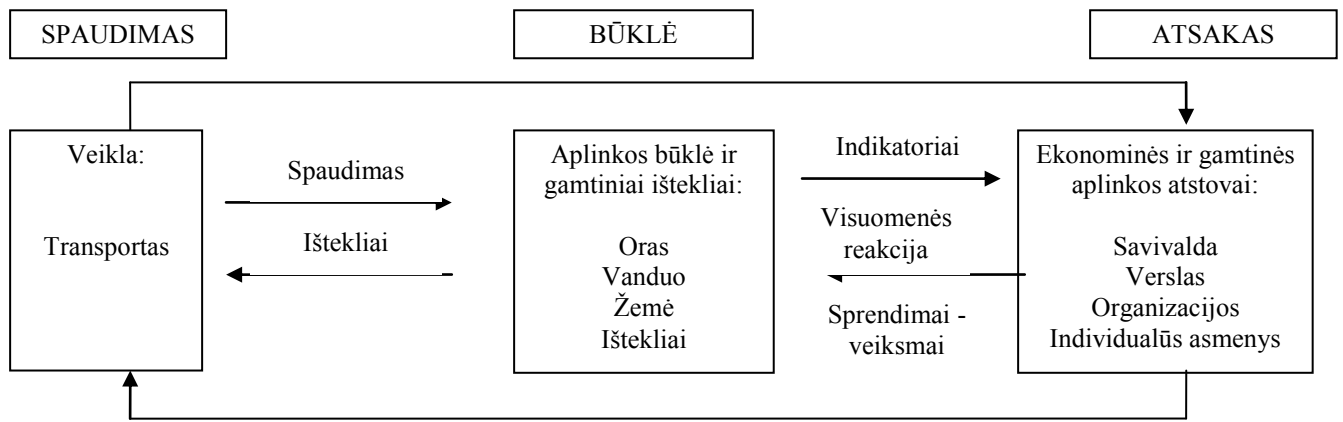 SPAUDIMAS
BŪKLĖ
ATSAKAS
Veikla:
Transportas
Spaudimas
Ištekliai
Aplinkos būklė ir
gamtiniai ištekliai:
Oras
Vanduo
Žemė
Ištekliai
Indikatoriai
Visuomenės
reakcija
Sprendimai -
veiksmai
Ekonominės ir gamtinės
aplinkos atstovai:
Savivalda
Verslas
Organizacijos
Individualūs asmenys